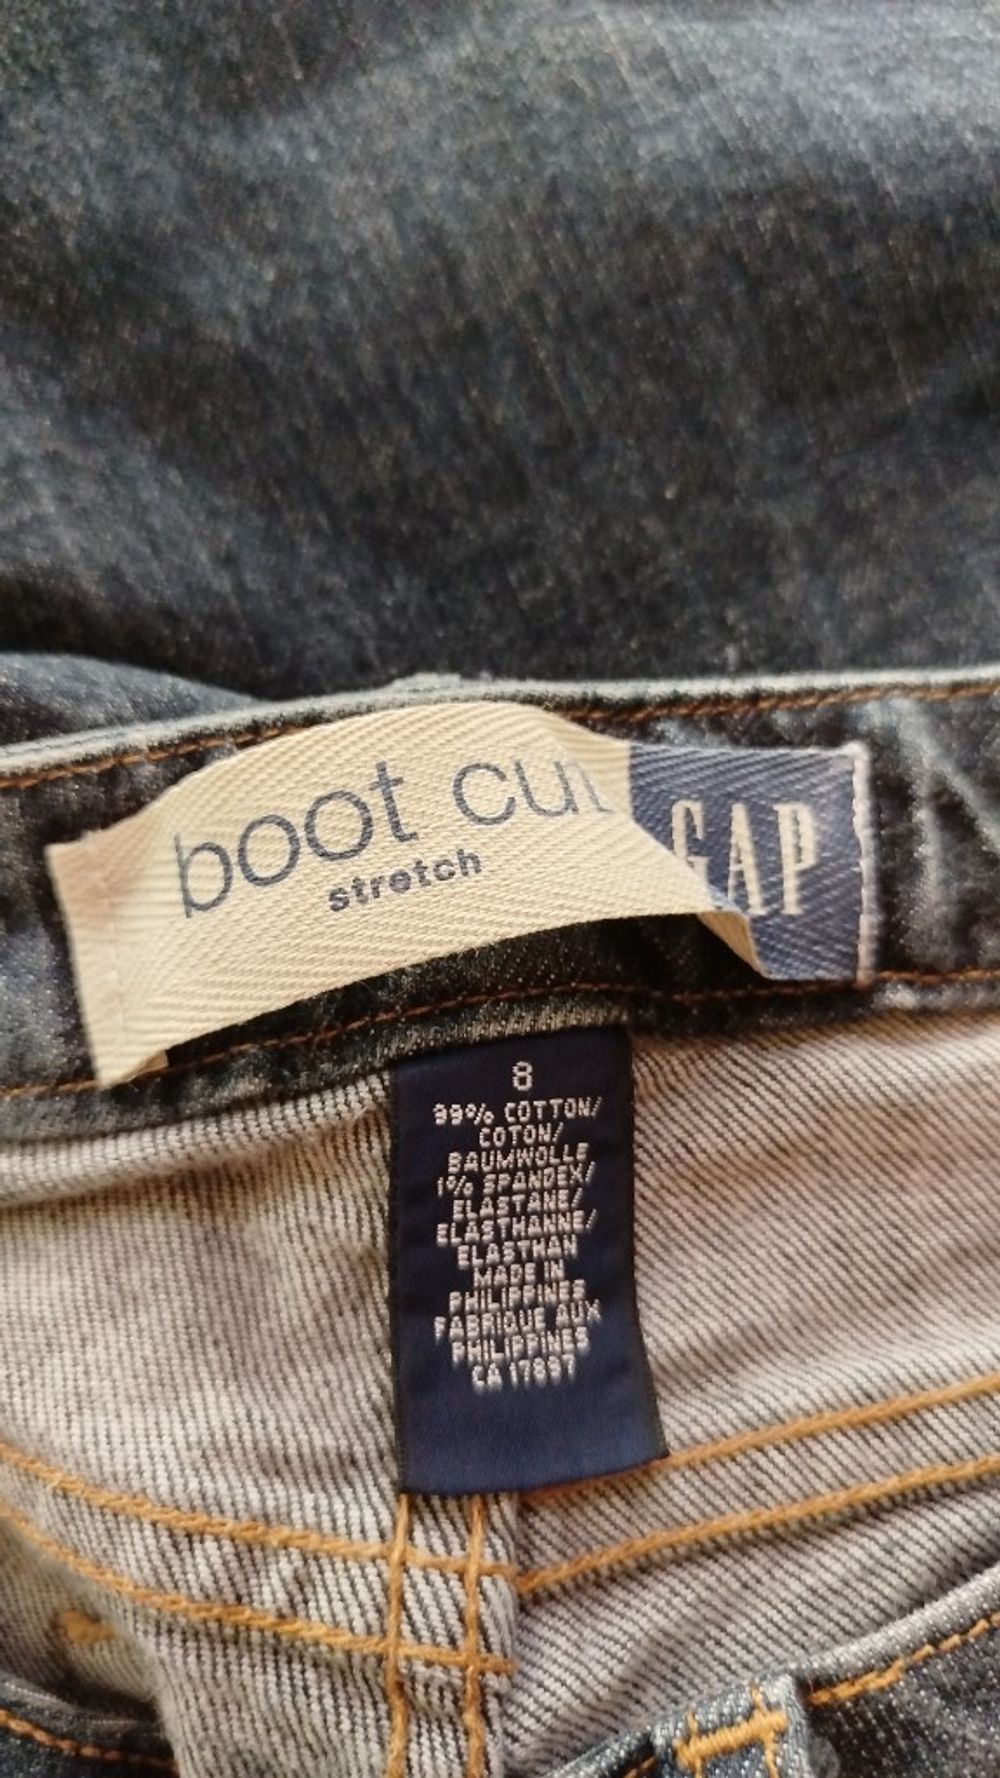 boot cut
stretch
GAP
8
99% COTTON/
COTON/
BAUMWOLLE
1% SPANDEX/
ELASTANE/
ELASTHANNE/
ELASTHAN
MADE IN
PHILIPPINES
FABRIQUE AUX
PHILIPPINES
CA 17897